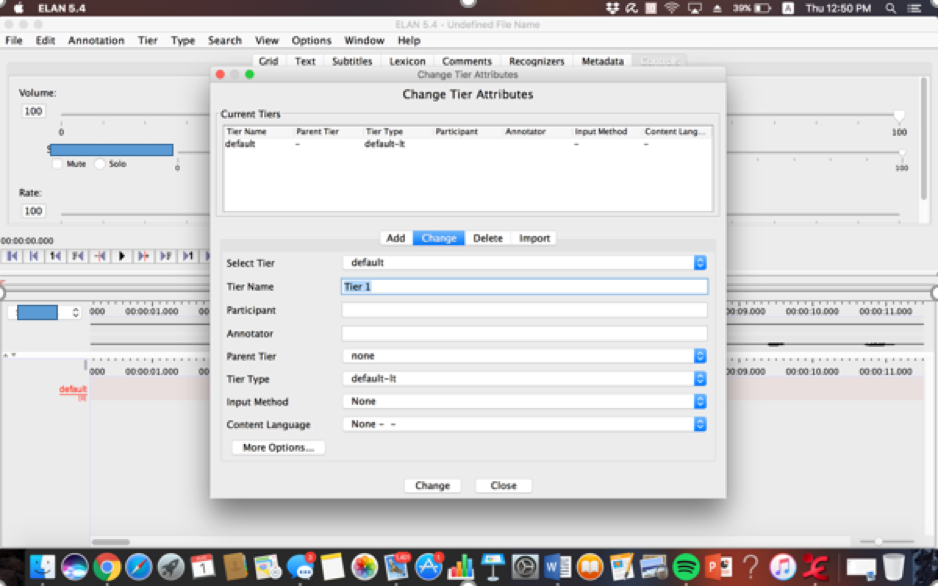 ELAN 5.4
39%
Thu 12:50 PM
ELAN 5.4 - Undefined File Name
File Edit Annotation Tier Type Search View Options Window Help
Grid Text Subtitles Lexicon Comments Recognizers Metadata Controls
Change Tier Attributes
Change Tier Attributes
Volume:
100
0
100
Mute Solo
0
100
Rate:
100
Current Tiers
Tier Name Parent Tier Tier Type Participant Annotator Input Method Content Lang...
default - default-lt - -
Add Change Delete Import
Select Tier default
Tier Name Tier 1
Participant
Annotator
Parent Tier none
Tier Type default-lt
Input Method None
Content Language None - -
More Options...
Change Close
00:00:00.000
000 00:00:01.000 00:09.000 00:00:10.000 00:00:11.000
000 00:00:01.000 00:09.000 00:00:10.000 00:00:11.000
default